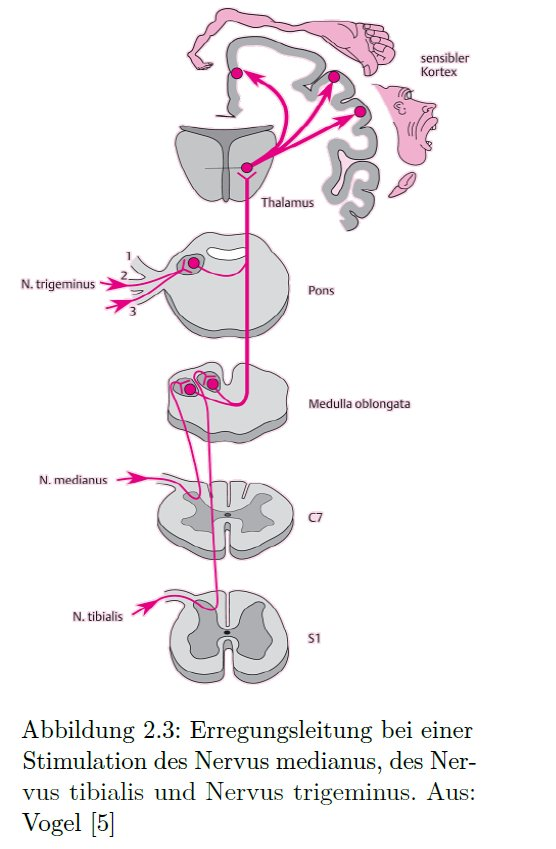 sensibler
Kortex
Thalamus
1
2
N. trigeminus
3
Pons
Medulla oblongata
N. medianus
C7
N. tibialis
S1
Abbildung 2.3: Erregungsleitung bei einer
Stimulation des Nervus medianus, des Ner-
vus tibialis und Nervus trigeminus. Aus:
Vogel [5]